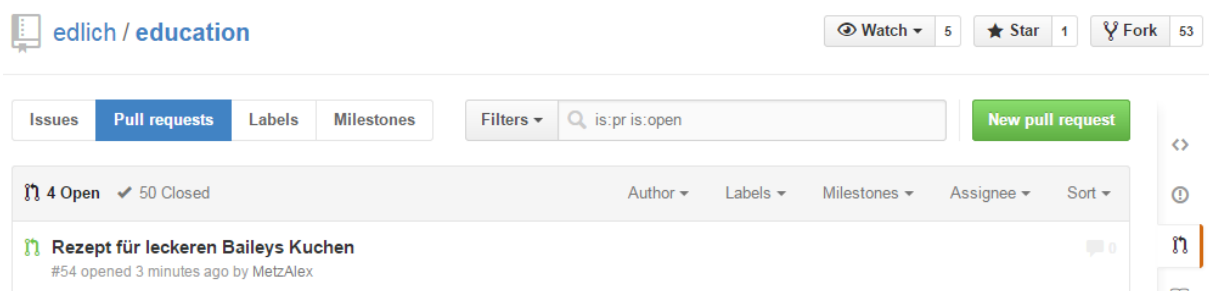 edlich / education
Watch 5 Star 1 Fork 53
Issues Pull requests Labels Milestones Filters is:pr is:open New pull request
4 Open 50 Closed Author Labels Milestones Assignee Sort
Rezept für leckeren Baileys Kuchen 0
#54 opened 3 minutes ago by MetzAlex